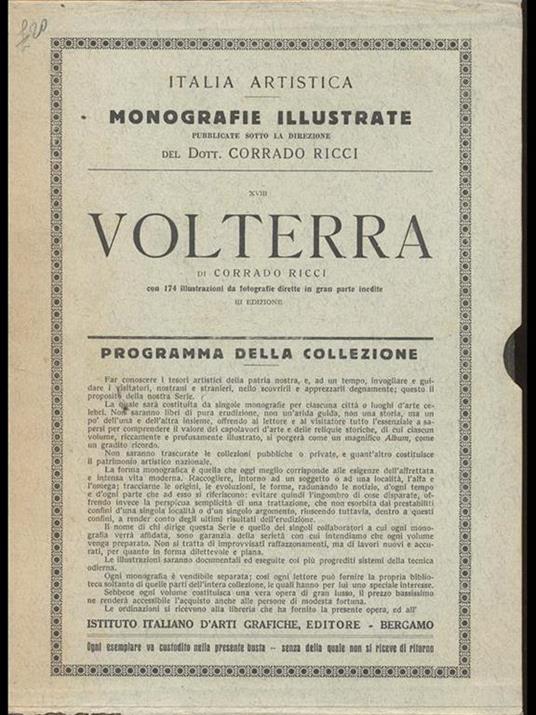 ITALIA ARTISTICA
MONOGRAFIE ILLUSTRATE
PUBBLICATE SOTTO LA DIREZIONE
DEL DOTT. CORRADO RICCI
XVIII
VOLTERRA
DI CORRADO RICCI
con 174 illustrazioni da fotografie dirette in gran parte inedite
III EDIZIONE
PROGRAMMA DELLA COLLEZIONE
Far conoscere i tesori artistici della patria nostra, e, ad un tempo, invogliare e gui-
dare i visitatori, nostrani e stranieri, nello scovrirli e apprezzarli degnamente; questo il
proposito della nostra Serie.
La quale sarà costituita da singole monografie per ciascuna città o luoghi d'arte ce-
lebri. Non saranno libri di pura erudizione, non un'arida guida, non una storia, ma un
po' dell'una e dell'altra insieme, offrendo al lettore e al visitatore tutto l'essenziale a sa-
persi per comprendere il valore dei capolavori d'arte e delle reliquie storiche, di cui ciascun
volume, riccamente e profusamente illustrato, si porgerà come un magnifico Album, come
un gradito ricordo.
Non saranno trascurate le collezioni pubbliche o private, e quant'altro costituisce
il patrimonio artistico nazionale.
La forma monografica è quella che oggi meglio corrisponde alle esigenze dell'affrettata
e intensa vita moderna. Raccogliere, intorno ad un soggetto o ad una località, l'alfa e
l'omega; tracciarne le origini, le evoluzioni, le forme, radunando le notizie, d'ogni tempo
e d'ogni parte che ad esso si riferiscono: evitare quindi l'ingombro di cose disparate, of-
frendo invece la perspicua semplicità di una trattazione, che non esorbita dai prestabiliti
confini d'una singola località o d'un singolo argomento, riuscendo tuttavia, dentro a questi
confini, a render conto degli ultimi risultati dell'erudizione.
Il nome di chi dirige questa Serie e quello dei singoli collaboratori a cui ogni mono-
grafia verrà affidata, sono garanzia della serietà con cui intendiamo che ogni volume
venga preparato. Non si tratta di improvvisati raffazzonamenti, ma di lavori nuovi e accu-
rati, per quanto in forma dilettevole e piana.
Le illustrazioni saranno documentali ed eseguite coi più progrediti sistemi della tecnica
odierna.
Ogni monografia è vendibile separata; così ogni lettore può fornire la propria biblio-
teca soltanto di quelle parti dell'intera collezione, le quali hanno per lui uno speciale interesse.
Sebbene ogni volume costituisca una vera opera di gran lusso, il prezzo bassissimo
ne renderà accessibile l'acquisto anche alle persone di modesta fortuna.
Le ordinazioni si ricevono alla libreria che ha fornito la presente opera, ed all'
ISTITUTO ITALIANO D'ARTI GRAFICHE, EDITORE - BERGAMO
Ogni esemplare va custodito nella presente busta — senza della quale non si riceve di ritorno